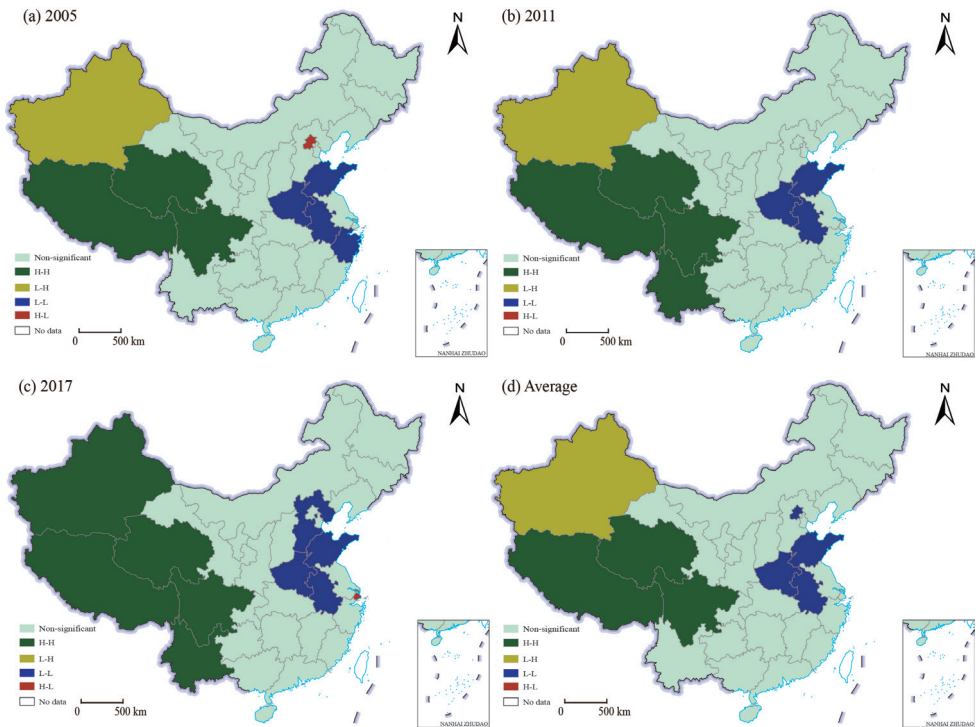 (a) 2005
N
Non-significant
H-H
L-H
L-L
H-L
No data
0 500 km
NANHAI ZHUDAO
(b) 2011
N
Non-significant
H-H
L-H
L-L
H-L
No data
0 500 km
NANHAI ZHUDAO
(c) 2017
N
Non-significant
H-H
L-H
L-L
H-L
No data
0 500 km
NANHAI ZHUDAO
(d) Average
N
Non-significant
H-H
L-H
L-L
H-L
No data
0 500 km
NANHAI ZHUDAO